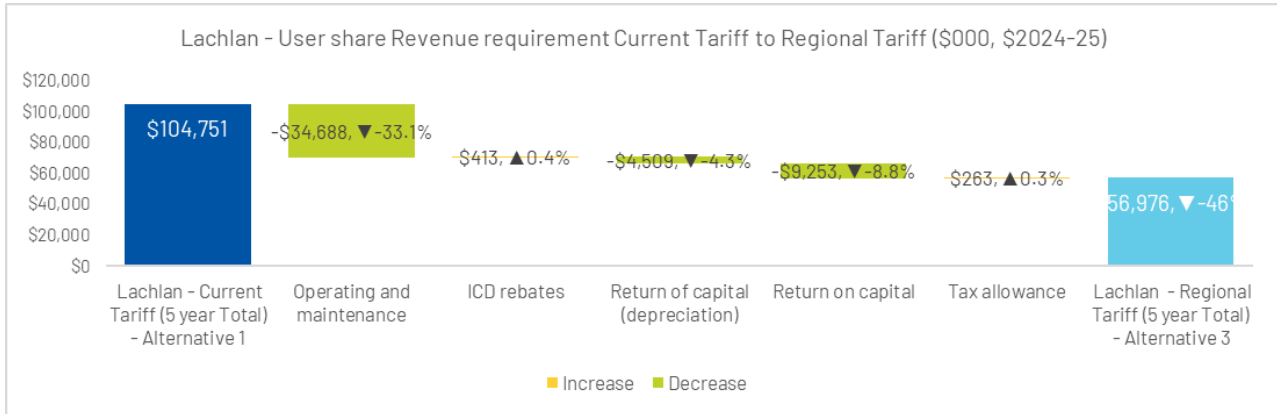 Lachlan - User share Revenue requirement Current Tariff to Regional Tariff ($000, $2024-25)
$120,000
$100,000
$80,000
$60,000
$40,000
$20,000
$0
$104,751
-$34,688, ▼ -33.1%
$413, ▲ 0.4%
-$4,509, ▼ -4.3%
-$9,253, ▼ -8.8%
$263, ▲ 0.3%
56,976, ▼ -46
Lachlan - Current
Tariff (5 year Total)
- Alternative 1
Operating and
maintenance
ICD rebates
Return of capital
(depreciation)
Return on capital
Tax allowance
Lachlan - Regional
Tariff (5 year Total)
- Alternative 3
Increase
Decrease